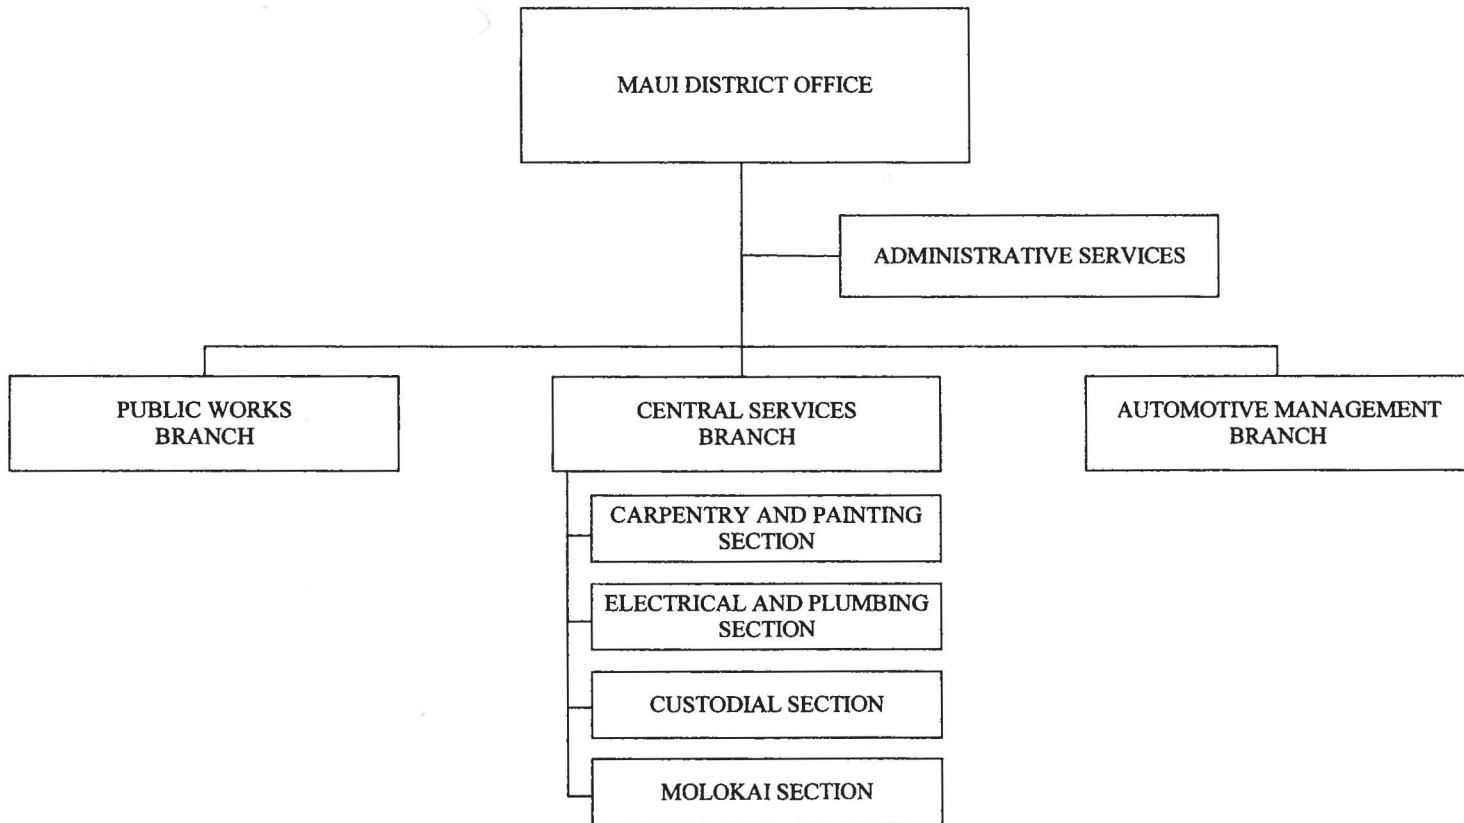 MAUI DISTRICT OFFICE
ADMINISTRATIVE SERVICES
PUBLIC WORKS
BRANCH
CENTRAL SERVICES
BRANCH
AUTOMOTIVE MANAGEMENT
BRANCH
CARPENTRY AND PAINTING
SECTION
ELECTRICAL AND PLUMBING
SECTION
CUSTODIAL SECTION
MOLOKAI SECTION